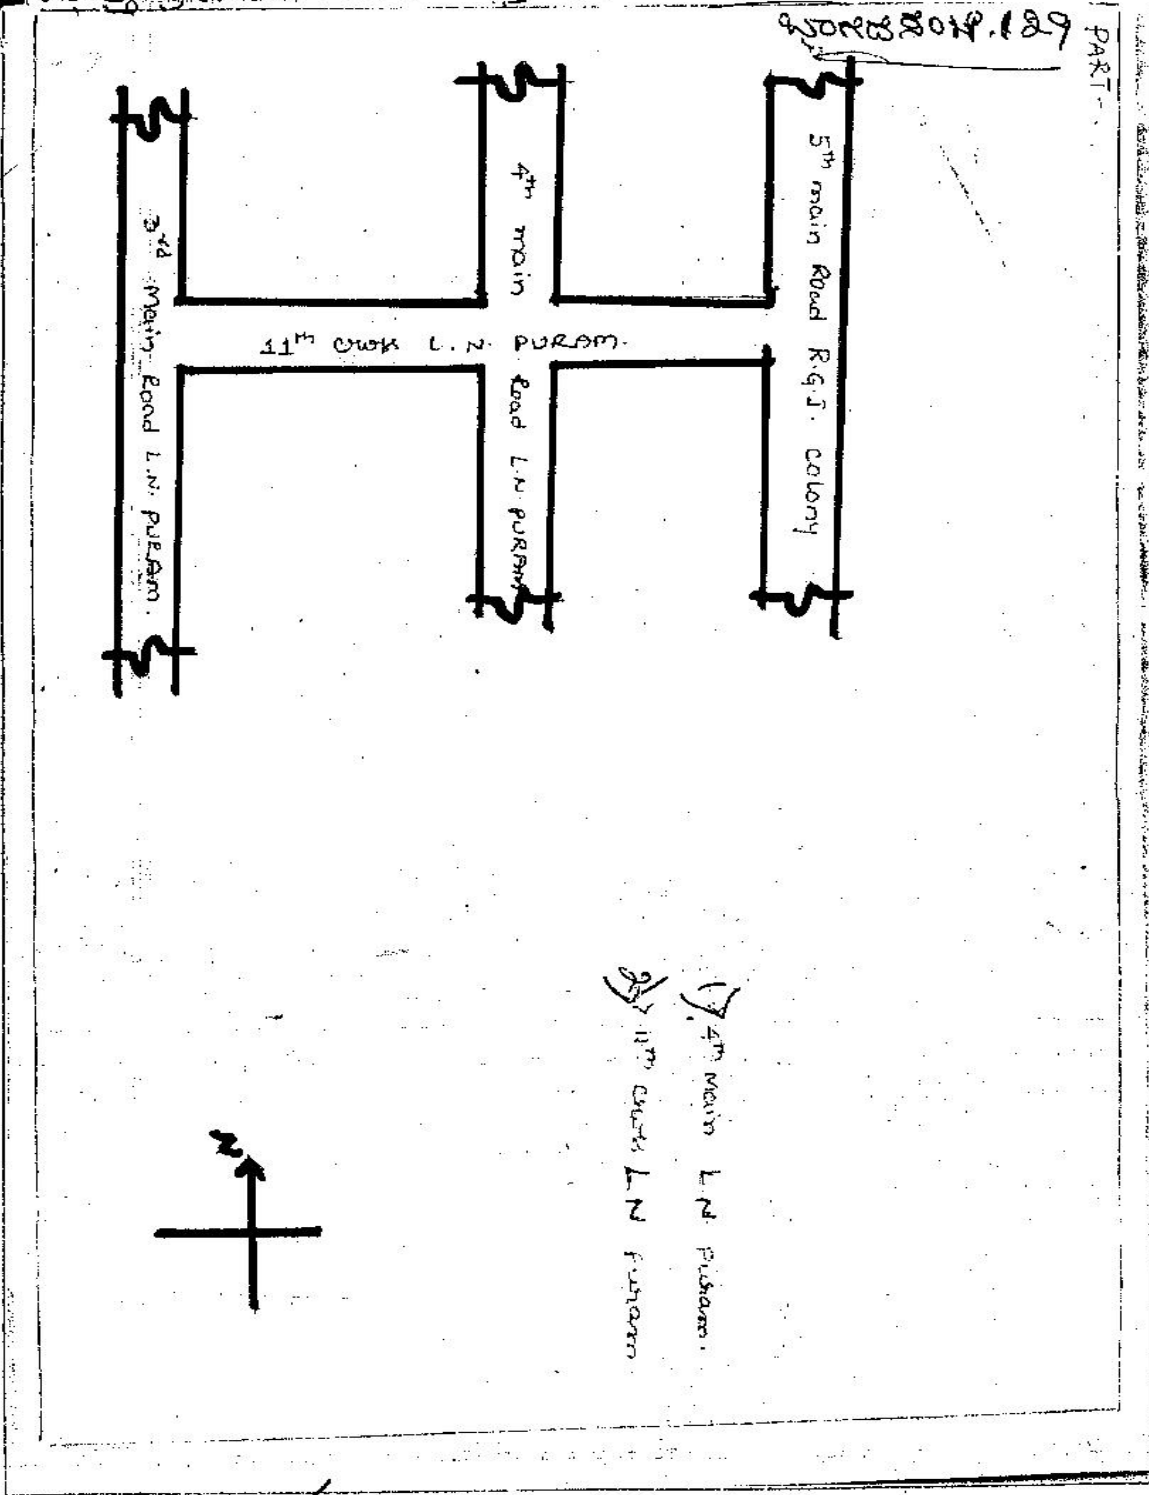 ಭಾಗದ ಸಂಖ್ಯೆ.129
PART-
3rd Main Road L.N. PURAM.
4th main Road L.N. PURAM
5th main Road R.G.J. COLONY
11th cross L.N. PURAM.
1) 4th Main L.N. Puram.
2) 11th cross L N Puram
N